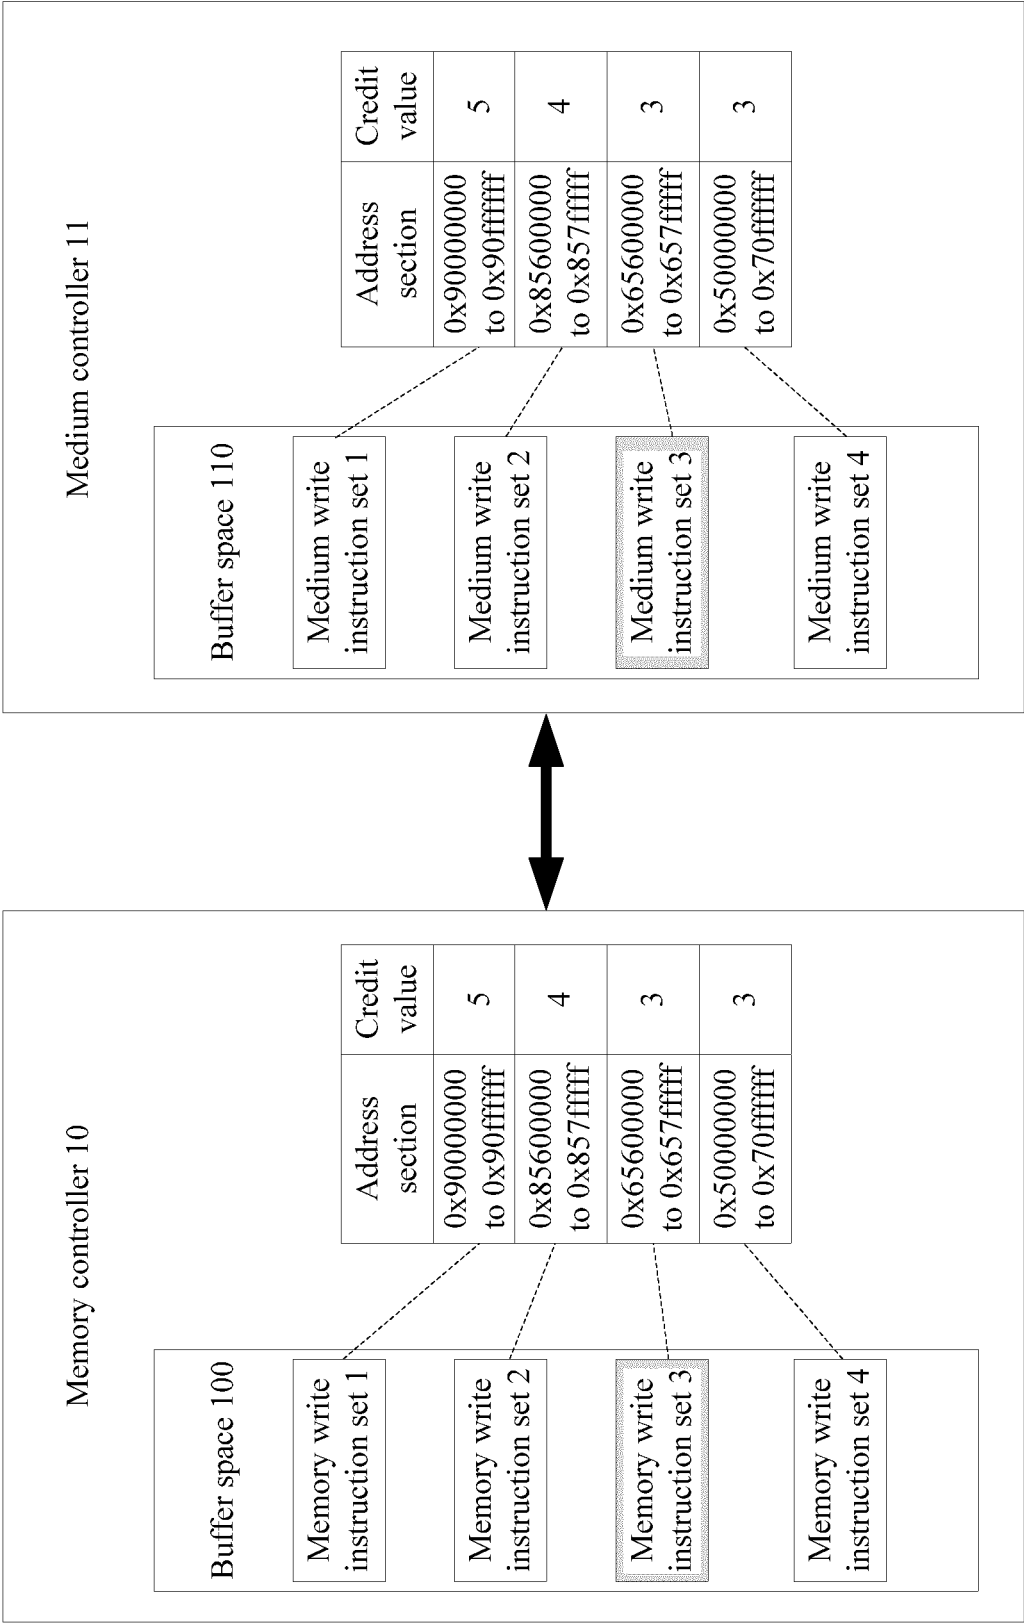 Memory controller 10
Buffer space 100
Memory write
instruction set 1
Memory write
instruction set 2
Memory write
instruction set 3
Memory write
instruction set 4
Address
section
Credit
value
0x90000000
to 0x90ffffff
5
0x85600000
to 0x857fffff
4
0x65600000
to 0x657fffff
3
0x50000000
to 0x70ffffff
3
Medium controller 11
Buffer space 110
Medium write
instruction set 1
Medium write
instruction set 2
Medium write
instruction set 3
Medium write
instruction set 4
Address
section
Credit
value
0x90000000
to 0x90ffffff
5
0x85600000
to 0x857fffff
4
0x65600000
to 0x657fffff
3
0x50000000
to 0x70ffffff
3